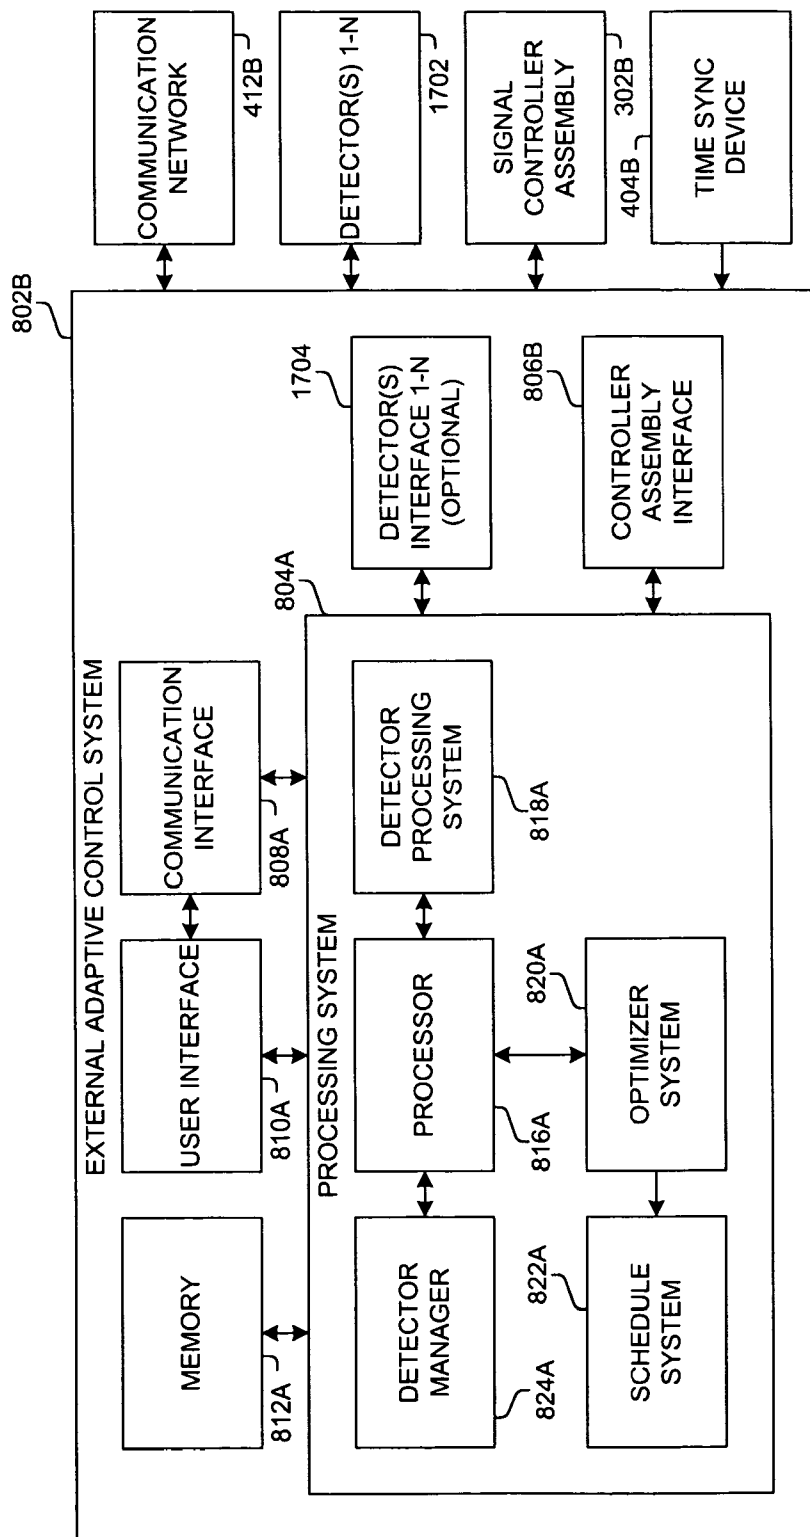 EXTERNAL ADAPTIVE CONTROL SYSTEM
802B
MEMORY
812A
USER INTERFACE
810A
COMMUNICATION
INTERFACE
808A
PROCESSING SYSTEM
804A
DETECTOR
MANAGER
824A
PROCESSOR
816A
DETECTOR
PROCESSING
SYSTEM
818A
SCHEDULE
SYSTEM
822A
OPTIMIZER
SYSTEM
820A
DETECTOR(S)
INTERFACE 1-N
(OPTIONAL)
1704
CONTROLLER
ASSEMBLY
INTERFACE
806B
COMMUNICATION
NETWORK
412B
DETECTOR(S) 1-N
1702
SIGNAL
CONTROLLER
ASSEMBLY
302B
TIME SYNC
DEVICE
404B